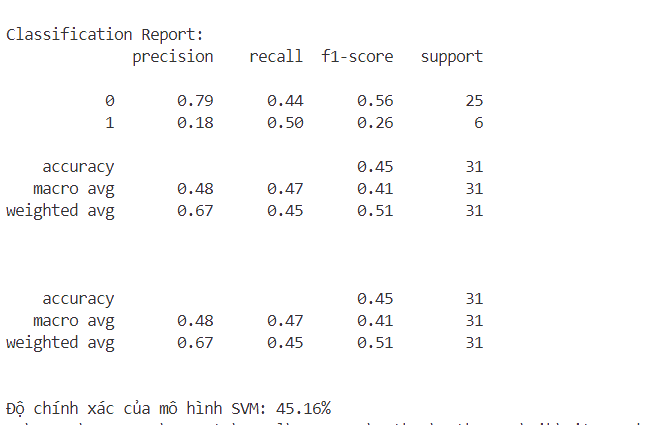 Classification Report:
precision recall f1-score support
0 0.79 0.44 0.56 25
1 0.18 0.50 0.26 6
accuracy 0.45 31
macro avg 0.48 0.47 0.41 31
weighted avg 0.67 0.45 0.51 31
accuracy 0.45 31
macro avg 0.48 0.47 0.41 31
weighted avg 0.67 0.45 0.51 31
Độ chính xác của mô hình SVM: 45.16%